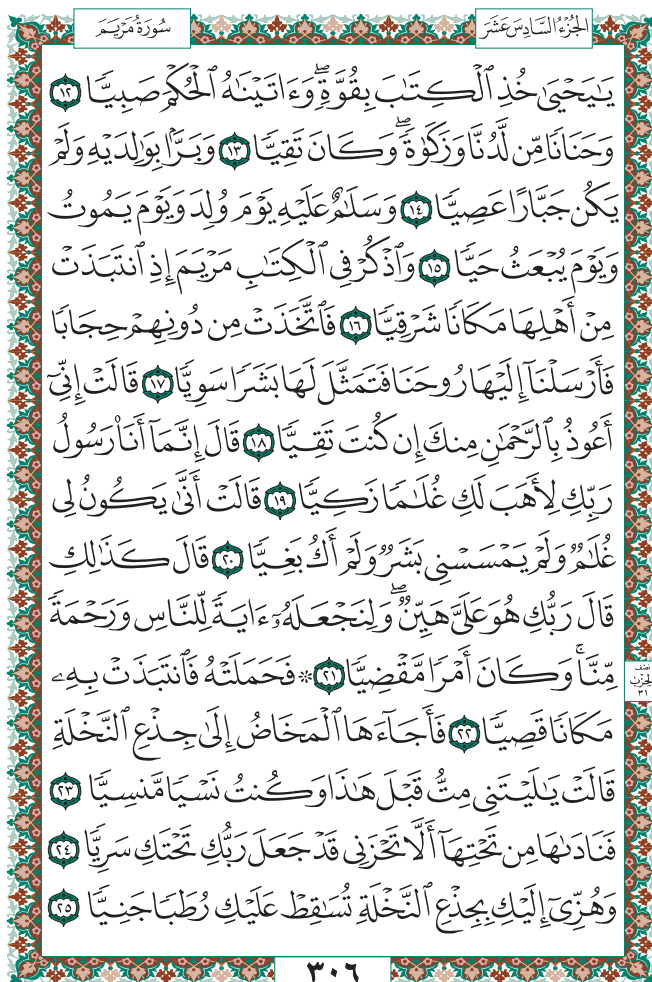 الجُزْءُ السَّادِسَ عَشَرَ
سُورَةُ مَرْيَمَ
يَـٰيَحْيَىٰ خُذِ ٱلْكِتَـٰبَ بِقُوَّةٍۖ وَءَاتَيْنَـٰهُ ٱلْحُكْمَ صَبِيًّا ١٢
وَحَنَانًا مِّن لَّدُنَّا وَزَكَوٰةًۖ وَكَانَ تَقِيًّا ١٣ وَبَرًّۢا بِوَٰلِدَيْهِ وَلَمْ
يَكُن جَبَّارًا عَصِيًّا ١٤ وَسَلَـٰمٌ عَلَيْهِ يَوْمَ وُلِدَ وَيَوْمَ يَمُوتُ
وَيَوْمَ يُبْعَثُ حَيًّا ١٥ وَٱذْكُرْ فِى ٱلْكِتَـٰبِ مَرْيَمَ إِذِ ٱنتَبَذَتْ
مِنْ أَهْلِهَا مَكَانًا شَرْقِيًّا ١٦ فَٱتَّخَذَتْ مِن دُونِهِمْ حِجَابًا
فَأَرْسَلْنَآ إِلَيْهَا رُوحَنَا فَتَمَثَّلَ لَهَا بَشَرًا سَوِيًّا ١٧ قَالَتْ إِنِّىٓ
أَعُوذُ بِٱلرَّحْمَـٰنِ مِنكَ إِن كُنتَ تَقِيًّا ١٨ قَالَ إِنَّمَآ أَنَا۠ رَسُولُ
رَبِّكِ لِأَهَبَ لَكِ غُلَـٰمًا زَكِيًّا ١٩ قَالَتْ أَنَّىٰ يَكُونُ لِى
غُلَـٰمٌ وَلَمْ يَمْسَسْنِى بَشَرٌ وَلَمْ أَكُ بَغِيًّا ٢٠ قَالَ كَذَٰلِكِ
قَالَ رَبُّكِ هُوَ عَلَىَّ هَيِّنٌۖ وَلِنَجْعَلَهُۥٓ ءَايَةً لِّلنَّاسِ وَرَحْمَةً
مِّنَّاۚ وَكَانَ أَمْرًا مَّقْضِيًّا ٢١ ۞ فَحَمَلَتْهُ فَٱنتَبَذَتْ بِهِۦ
مَكَانًا قَصِيًّا ٢٢ فَأَجَآءَهَا ٱلْمَخَاضُ إِلَىٰ جِذْعِ ٱلنَّخْلَةِ
قَالَتْ يَـٰلَيْتَنِى مِتُّ قَبْلَ هَـٰذَا وَكُنتُ نَسْيًا مَّنسِيًّا ٢٣
فَنَادَىٰهَا مِن تَحْتِهَآ أَلَّا تَحْزَنِى قَدْ جَعَلَ رَبُّكِ تَحْتَكِ سَرِيًّا ٢٤
وَهُزِّىٓ إِلَيْكِ بِجِذْعِ ٱلنَّخْلَةِ تُسَـٰقِطْ عَلَيْكِ رُطَبًا جَنِيًّا ٢٥
نصف
الحزب
٣١
٣٠٦